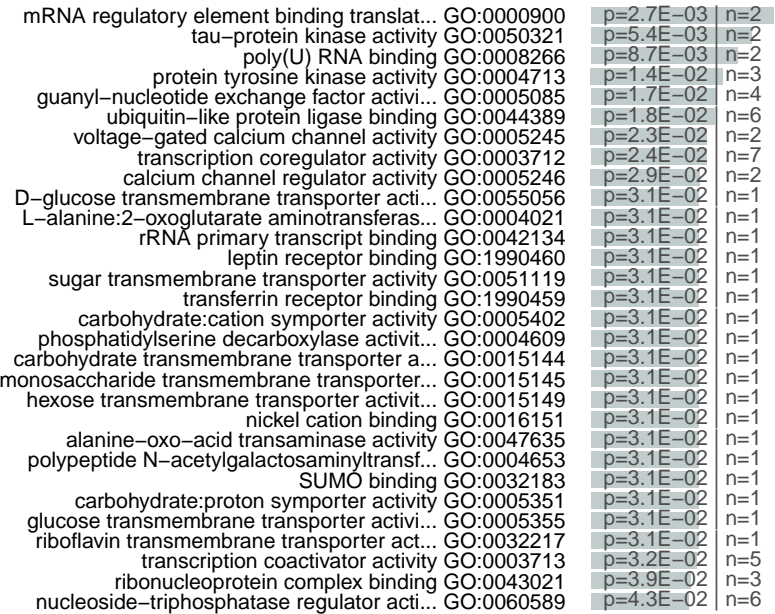 mRNA regulatory element binding translat... GO:0000900 p=2.7E−03 n=2
tau−protein kinase activity GO:0050321 p=5.4E−03 n=2
poly(U) RNA binding GO:0008266 p=8.7E−03 n=2
protein tyrosine kinase activity GO:0004713 p=1.4E−02 n=3
guanyl−nucleotide exchange factor activi... GO:0005085 p=1.7E−02 n=4
ubiquitin−like protein ligase binding GO:0044389 p=1.8E−02 n=6
voltage−gated calcium channel activity GO:0005245 p=2.3E−02 n=2
transcription coregulator activity GO:0003712 p=2.4E−02 n=7
calcium channel regulator activity GO:0005246 p=2.9E−02 n=2
D−glucose transmembrane transporter acti... GO:0055056 p=3.1E−02 n=1
L−alanine:2−oxoglutarate aminotransferas... GO:0004021 p=3.1E−02 n=1
rRNA primary transcript binding GO:0042134 p=3.1E−02 n=1
leptin receptor binding GO:1990460 p=3.1E−02 n=1
sugar transmembrane transporter activity GO:0051119 p=3.1E−02 n=1
transferrin receptor binding GO:1990459 p=3.1E−02 n=1
carbohydrate:cation symporter activity GO:0005402 p=3.1E−02 n=1
phosphatidylserine decarboxylase activit... GO:0004609 p=3.1E−02 n=1
carbohydrate transmembrane transporter a... GO:0015144 p=3.1E−02 n=1
monosaccharide transmembrane transporter... GO:0015145 p=3.1E−02 n=1
hexose transmembrane transporter activit... GO:0015149 p=3.1E−02 n=1
nickel cation binding GO:0016151 p=3.1E−02 n=1
alanine−oxo−acid transaminase activity GO:0047635 p=3.1E−02 n=1
polypeptide N−acetylgalactosaminyltransf... GO:0004653 p=3.1E−02 n=1
SUMO binding GO:0032183 p=3.1E−02 n=1
carbohydrate:proton symporter activity GO:0005351 p=3.1E−02 n=1
glucose transmembrane transporter activi... GO:0005355 p=3.1E−02 n=1
riboflavin transmembrane transporter act... GO:0032217 p=3.1E−02 n=1
transcription coactivator activity GO:0003713 p=3.2E−02 n=5
ribonucleoprotein complex binding GO:0043021 p=3.9E−02 n=3
nucleoside−triphosphatase regulator acti... GO:0060589 p=4.3E−02 n=6